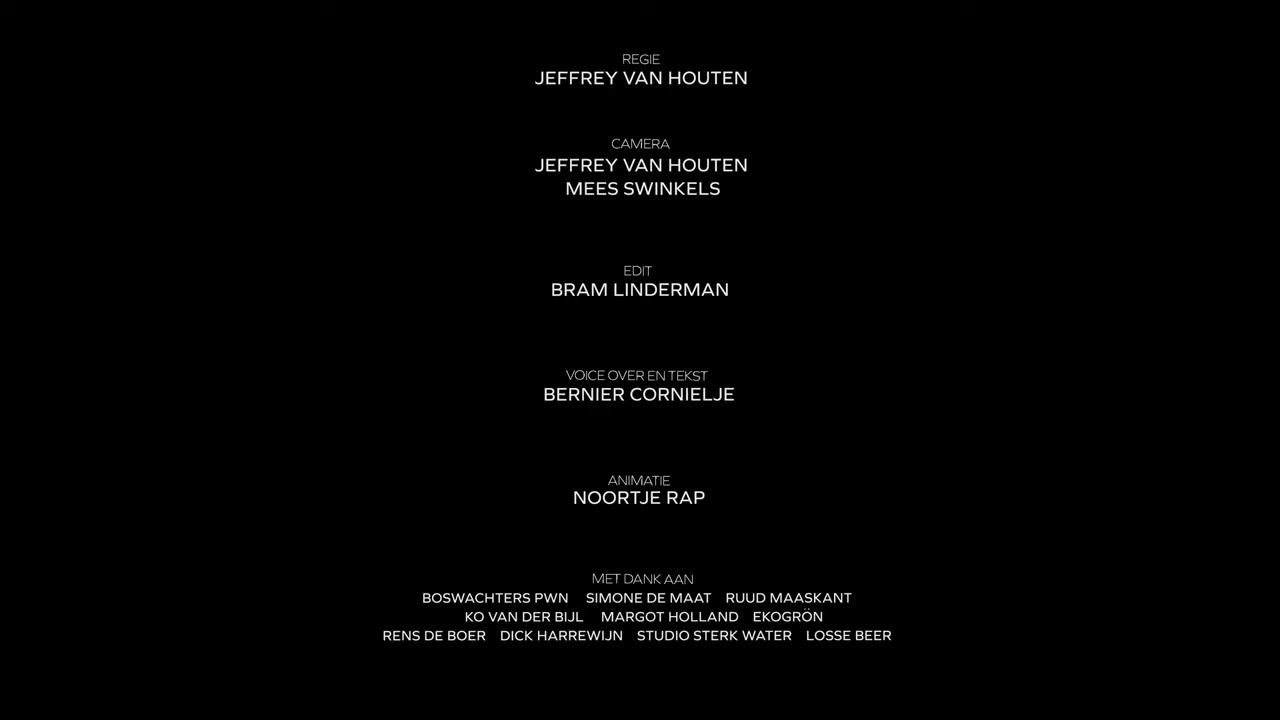 REGIE
JEFFREY VAN HOUTEN
CAMERA
JEFFREY VAN HOUTEN
MEES SWINKELS
EDIT
BRAM LINDERMAN
VOICE OVER EN TEKST
BERNIER CORNIELJE
ANIMATIE
NOORTJE RAP
MET DANK AAN
BOSWACHTERS PWN SIMONE DE MAAT RUUD MAASKANT
KO VAN DER BIJL MARGOT HOLLAND EKOGRÖN
RENS DE BOER DICK HARREWIJN STUDIO STERK WATER LOSSE BEER